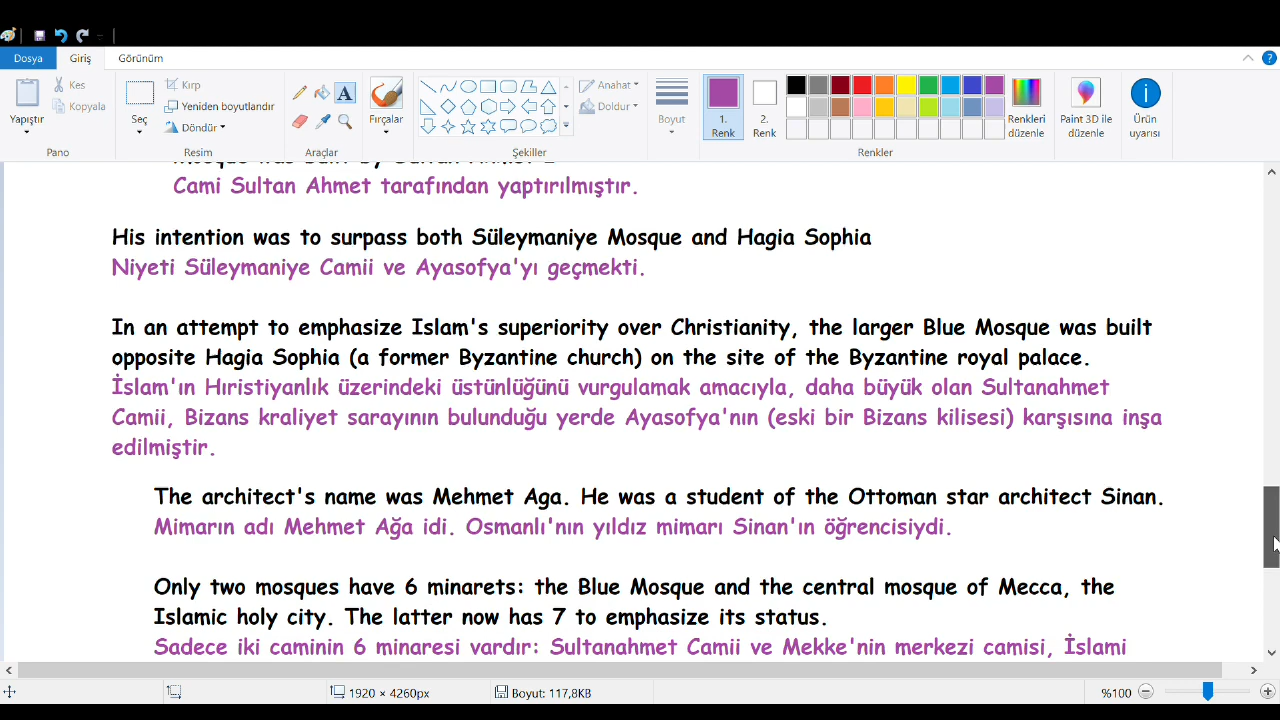 Dosya
Giriş
Görünüm
Yapıştır
Kes
Kopyala
Pano
Seç
Kırp
Yeniden boyutlandır
Döndür
Resim
A
Araçlar
Fırçalar
Anahat
Doldur
Şekiller
Boyut
1. Renk
2. Renk
Renkleri düzenle
Renkler
Paint 3D ile düzenle
Ürün uyarısı
Mosque was built by Sultan Ahmet I
Cami Sultan Ahmet tarafından yaptırılmıştır.
His intention was to surpass both Süleymaniye Mosque and Hagia Sophia
Niyeti Süleymaniye Camii ve Ayasofya'yı geçmekti.
In an attempt to emphasize Islam's superiority over Christianity, the larger Blue Mosque was built
opposite Hagia Sophia (a former Byzantine church) on the site of the Byzantine royal palace.
İslam'ın Hıristiyanlık üzerindeki üstünlüğünü vurgulamak amacıyla, daha büyük olan Sultanahmet
Camii, Bizans kraliyet sarayının bulunduğu yerde Ayasofya'nın (eski bir Bizans kilisesi) karşısına inşa
edilmiştir.
The architect's name was Mehmet Aga. He was a student of the Ottoman star architect Sinan.
Mimarın adı Mehmet Ağa idi. Osmanlı'nın yıldız mimarı Sinan'ın öğrencisiydi.
Only two mosques have 6 minarets: the Blue Mosque and the central mosque of Mecca, the
Islamic holy city. The latter now has 7 to emphasize its status.
Sadece iki caminin 6 minaresi vardır: Sultanahmet Camii ve Mekke'nin merkezi camisi, İslami
1920 × 4260px
Boyut: 117,8KB
%100